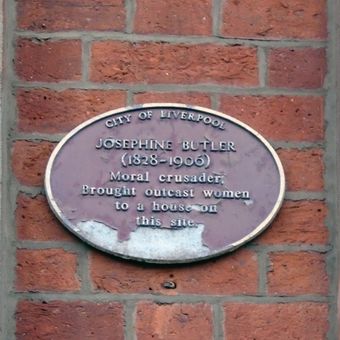 CITY OF LIVERPOOL
JOSEPHINE BUTLER
(1828-1906)
Moral crusader;
Brought outcast women
to a house on
this site.